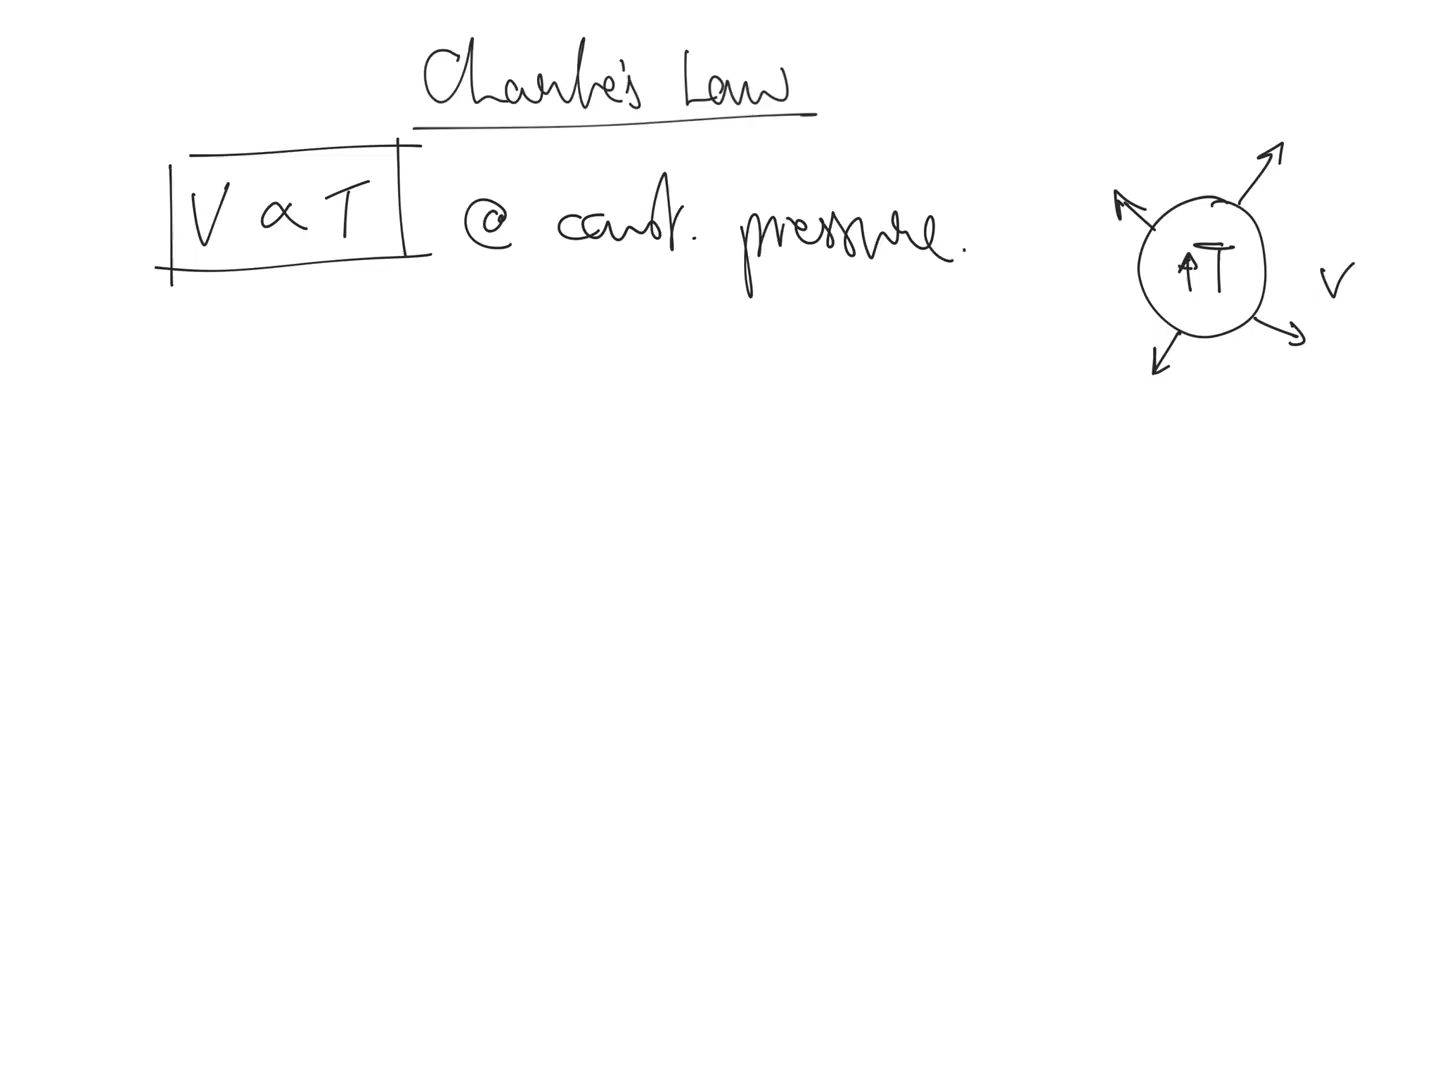 Charle's Law
V ∝ T @ const. pressure.
↑T
V